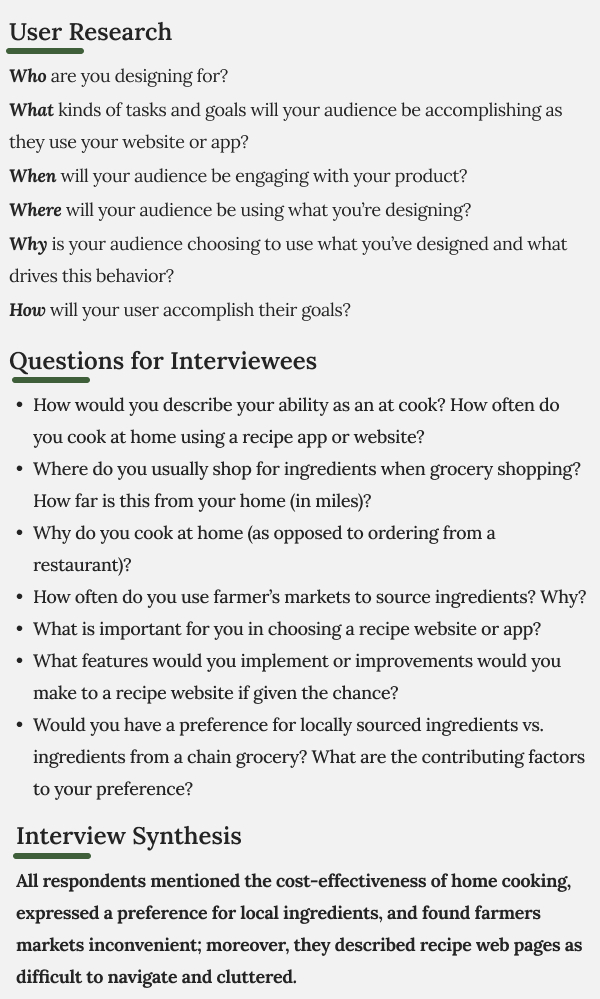 User Research
Who are you designing for?
What kinds of tasks and goals will your audience be accomplishing as
they use your website or app?
When will your audience be engaging with your product?
Where will your audience be using what you're designing?
Why is your audience choosing to use what you've designed and what
drives this behavior?
How will your user accomplish their goals?
Questions for Interviewees
• How would you describe your ability as an at cook? How often do
you cook at home using a recipe app or website?
• Where do you usually shop for ingredients when grocery shopping?
How far is this from your home (in miles)?
• Why do you cook at home (as opposed to ordering from a
restaurant)?
• How often do you use farmer's markets to source ingredients? Why?
• What is important for you in choosing a recipe website or app?
• What features would you implement or improvements would you
make to a recipe website if given the chance?
• Would you have a preference for locally sourced ingredients vs.
ingredients from a chain grocery? What are the contributing factors
to your preference?
Interview Synthesis
All respondents mentioned the cost-effectiveness of home cooking,
expressed a preference for local ingredients, and found farmers
markets inconvenient; moreover, they described recipe web pages as
difficult to navigate and cluttered.